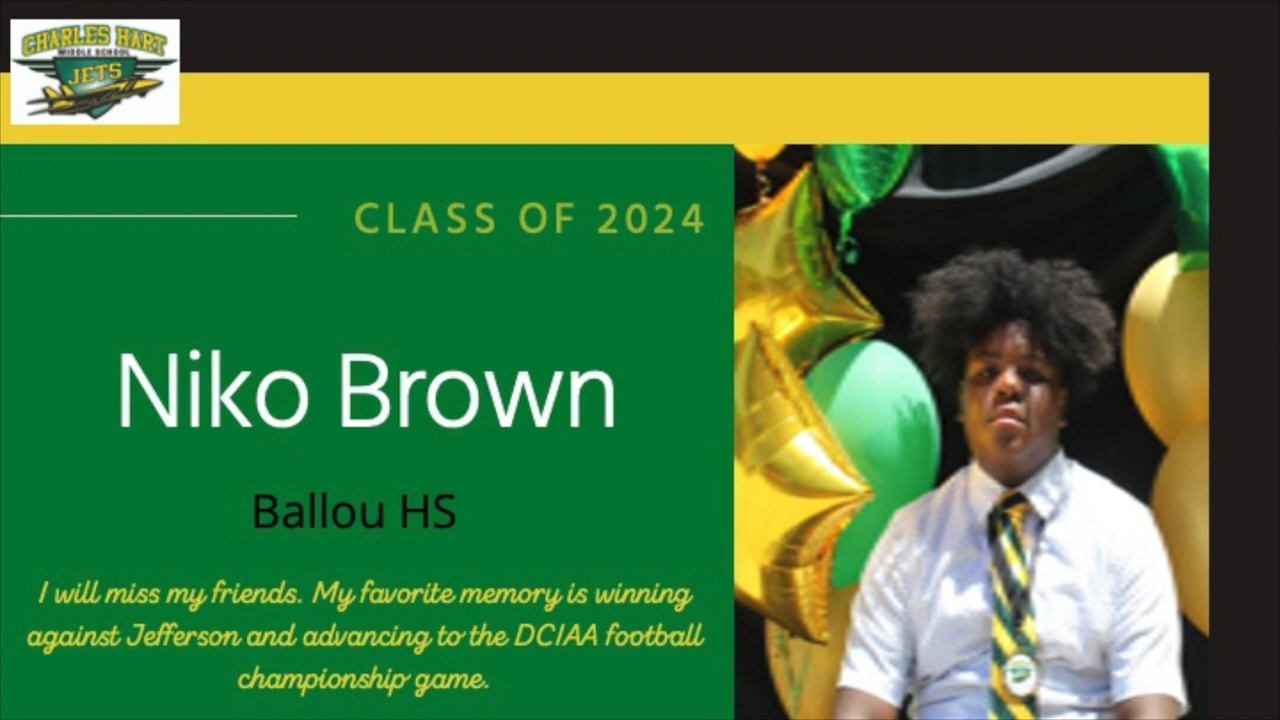 CHARLES HART
MIDDLE SCHOOL
JETS
CLASS OF 2024
Niko Brown
Ballou HS
I will miss my friends. My favorite memory is winning
against Jefferson and advancing to the DCIAA football
championship game.